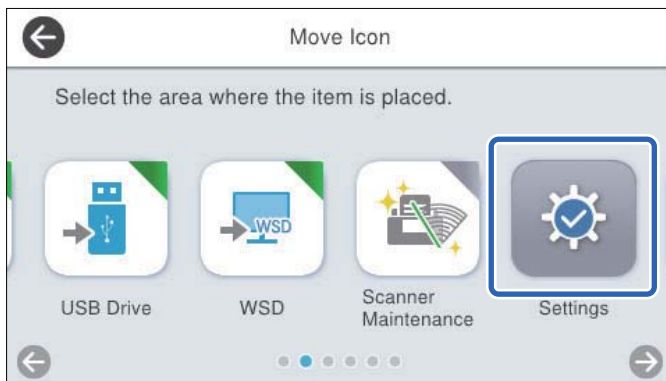 Move Icon
Select the area where the item is placed.
WSD
USB Drive
WSD
Scanner
Maintenance
Settings